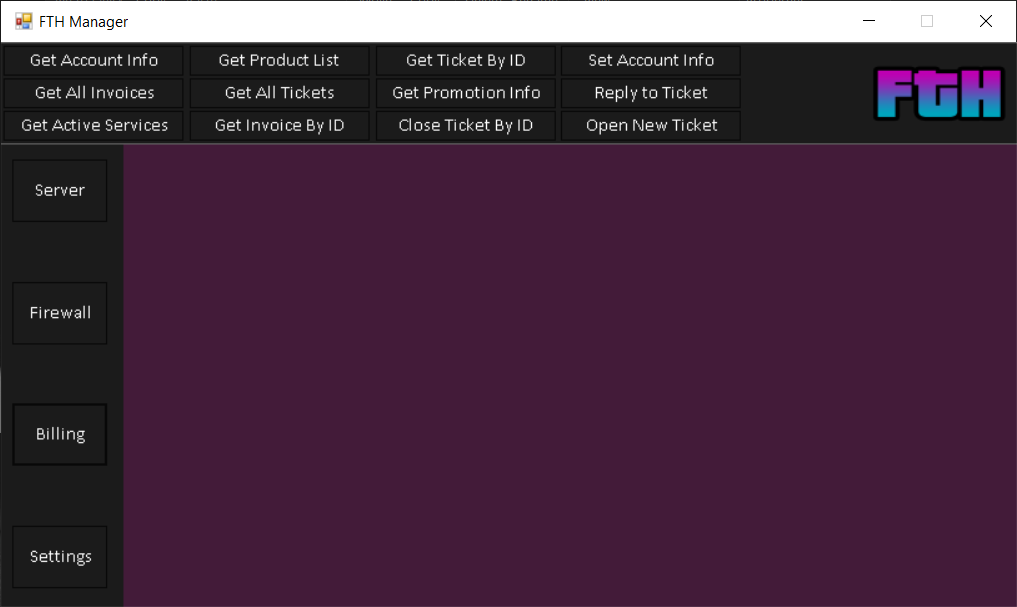 FTH Manager
Get Account Info Get Product List Get Ticket By ID Set Account Info
Get All Invoices Get All Tickets Get Promotion Info Reply to Ticket
Get Active Services Get Invoice By ID Close Ticket By ID Open New Ticket
FtH
Server
Firewall
Billing
Settings